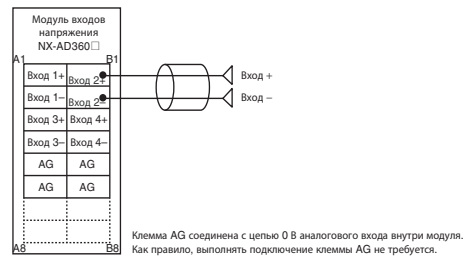 Модуль входов
напряжения
NX-AD360□
A1 B1
Вход 1+ Вход 2+ Вход +
Вход 1– Вход 2– Вход –
Вход 3+ Вход 4+
Вход 3– Вход 4–
AG AG
AG AG
A8 B8
Клемма AG соединена с цепью 0 В аналогового входа внутри модуля.
Как правило, выполнять подключение клеммы AG не требуется.